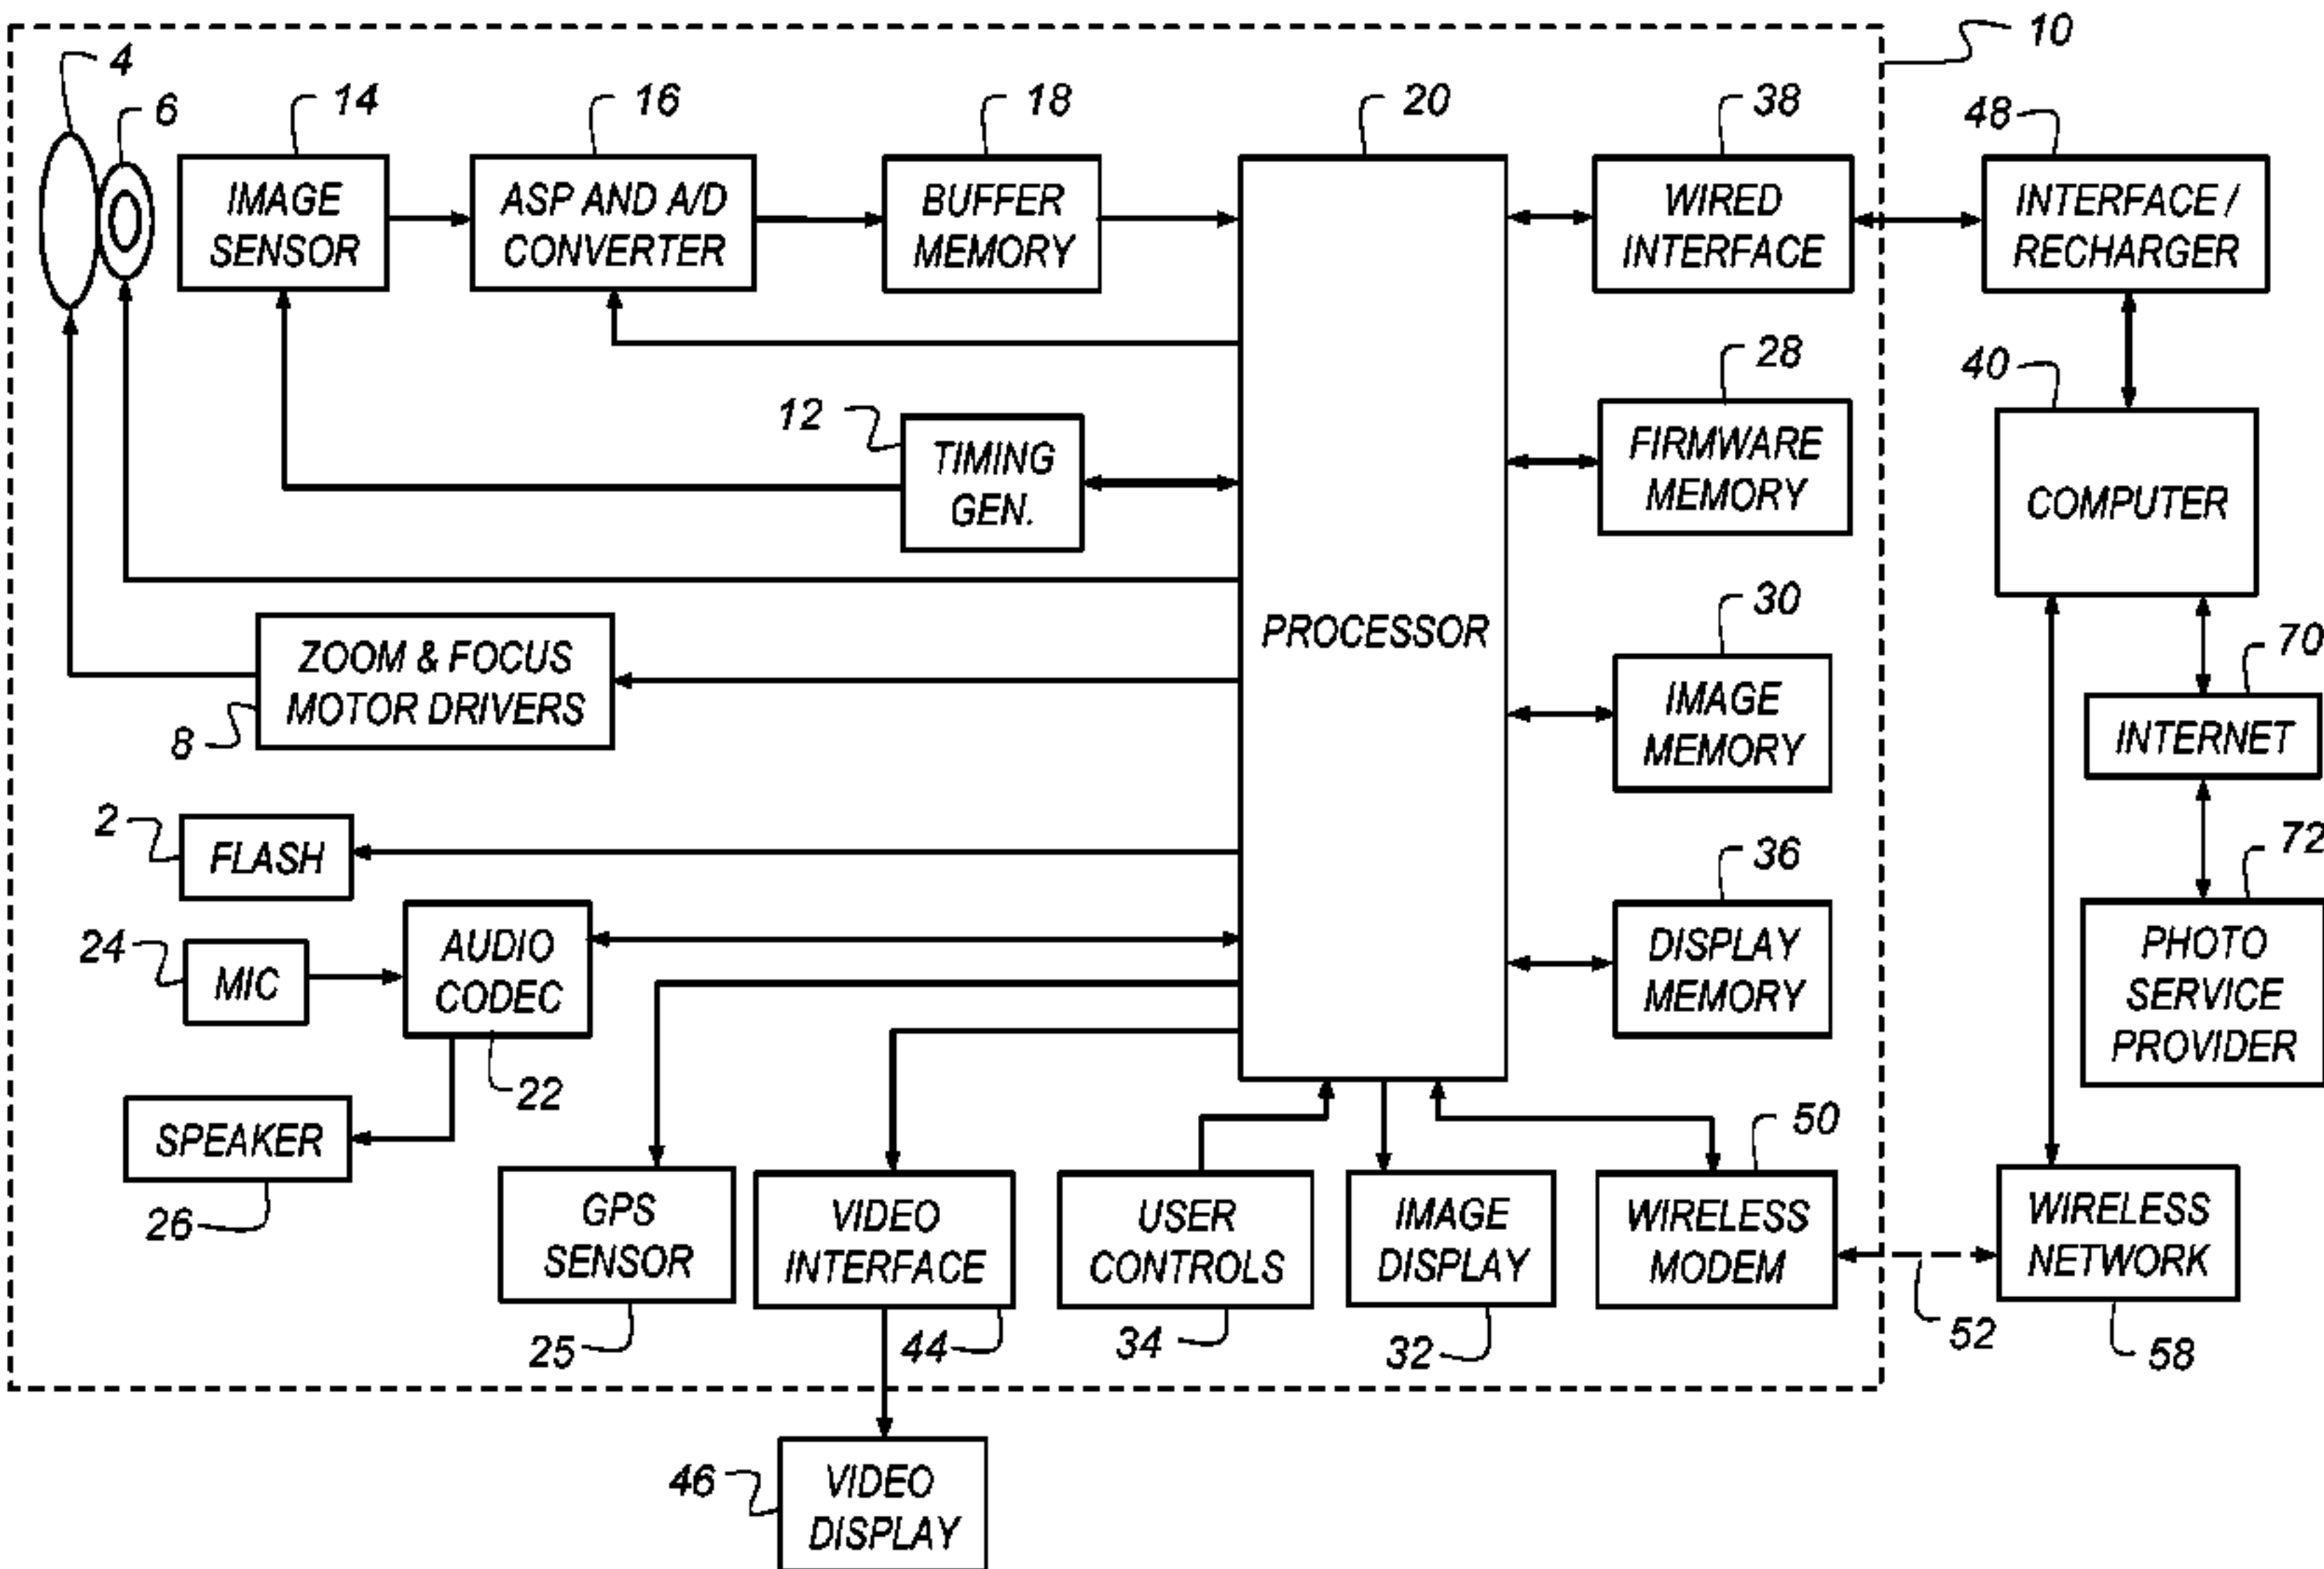 10
4
6
14
16
18
20
38
48
IMAGE
SENSOR
ASP AND A/D
CONVERTER
BUFFER
MEMORY
WIRED
INTERFACE
INTERFACE /
RECHARGER
28
40
12
TIMING
GEN.
FIRMWARE
MEMORY
COMPUTER
PROCESSOR
30
70
ZOOM & FOCUS
MOTOR DRIVERS
8
IMAGE
MEMORY
INTERNET
2
FLASH
36
72
24
MIC
AUDIO
CODEC
22
DISPLAY
MEMORY
PHOTO
SERVICE
PROVIDER
SPEAKER
26
50
GPS
SENSOR
25
VIDEO
INTERFACE
44
USER
CONTROLS
34
IMAGE
DISPLAY
32
WIRELESS
MODEM
52
WIRELESS
NETWORK
58
46
VIDEO
DISPLAY